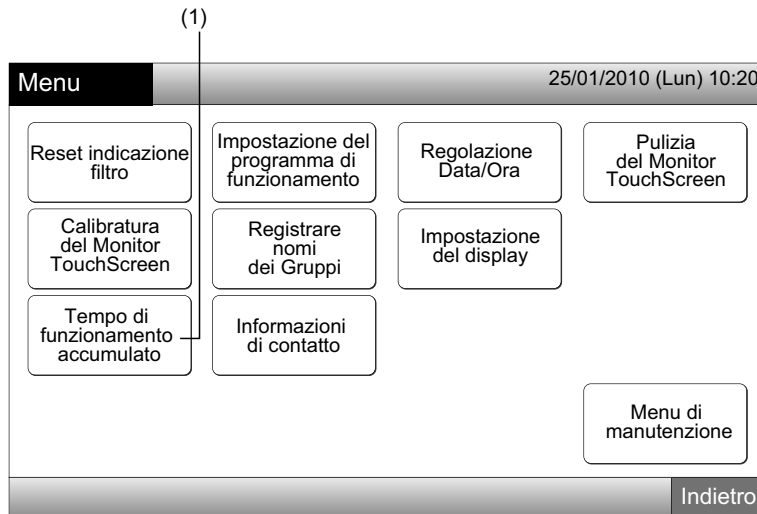 (1)
Menu
25/01/2010 (Lun) 10:20
Reset indicazione
filtro
Impostazione del
programma di
funzionamento
Regolazione
Data/Ora
Pulizia
del Monitor
TouchScreen
Calibratura
del Monitor
TouchScreen
Registrare
nomi
dei Gruppi
Impostazione
del display
Tempo di
funzionamento
accumulato
Informazioni
di contatto
Menu di
manutenzione
Indietro